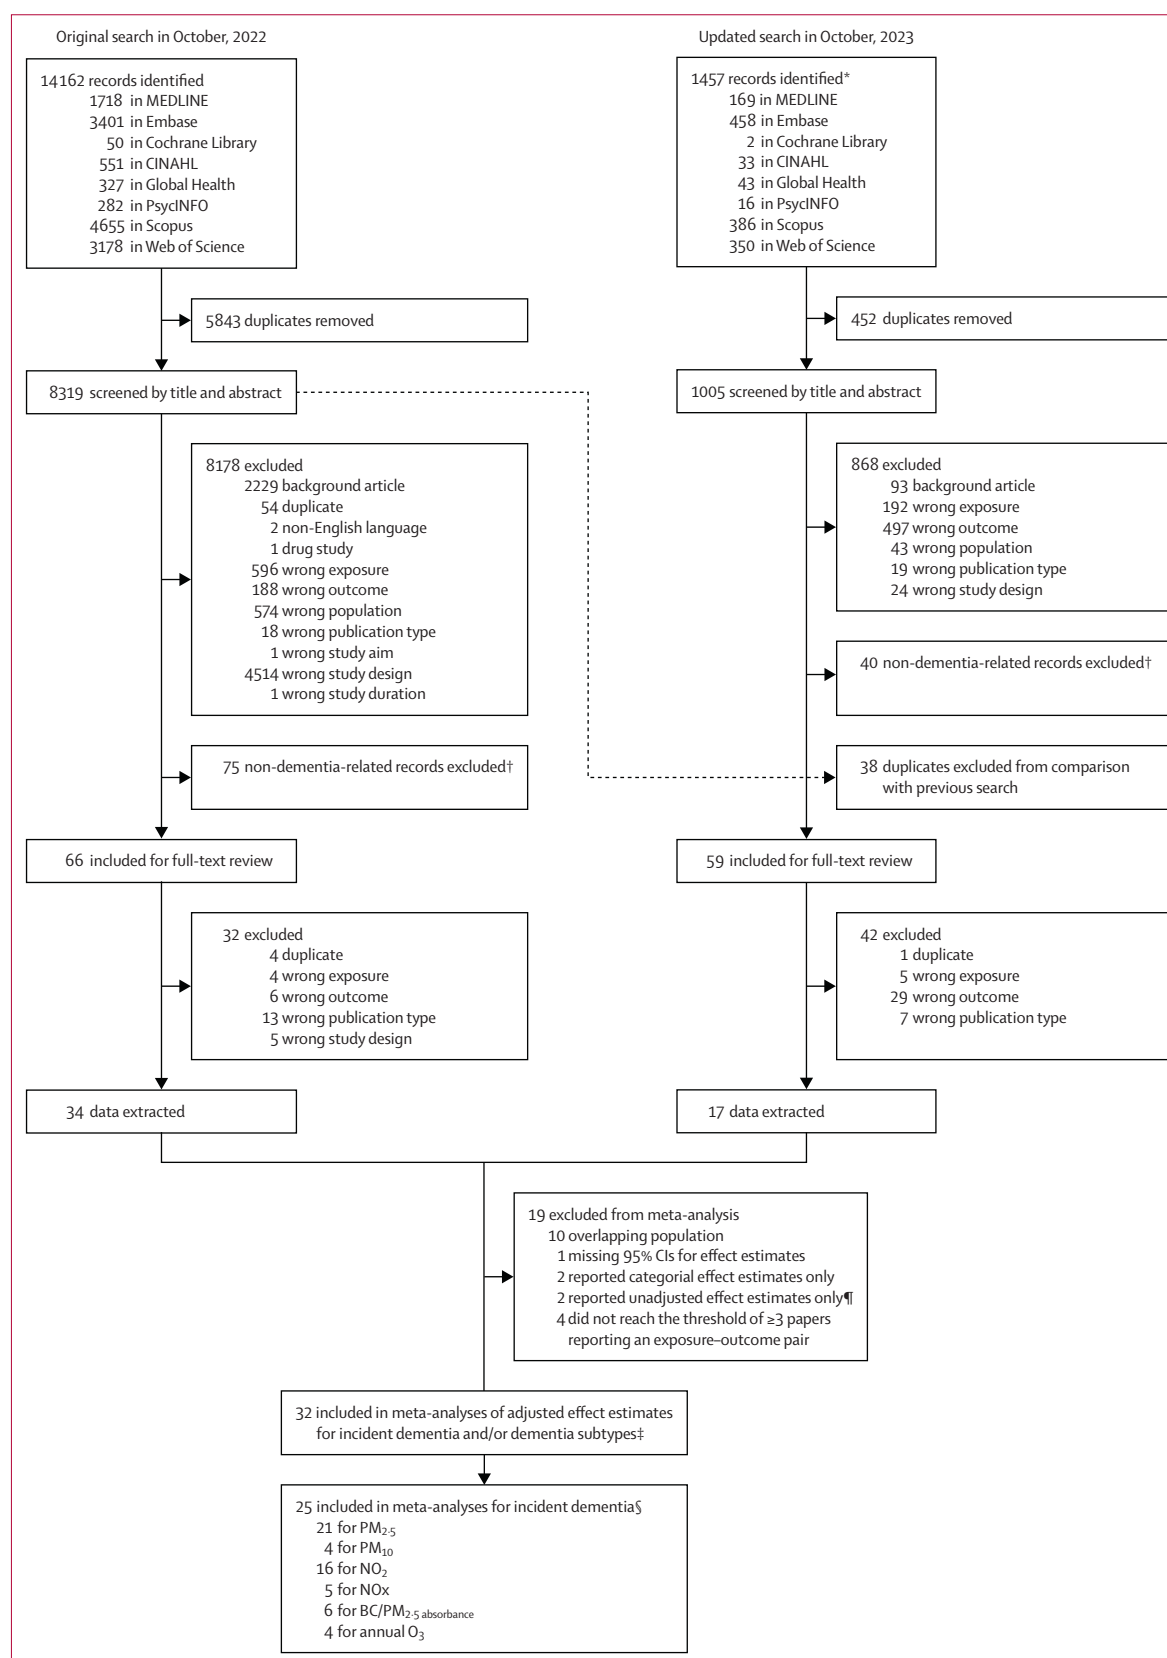 Original search in October, 2022
14162 records identified
1718 in MEDLINE
3401 in Embase
50 in Cochrane Library
551 in CINAHL
327 in Global Health
282 in PsycINFO
4655 in Scopus
3178 in Web of Science
5843 duplicates removed
8319 screened by title and abstract
8178 excluded
2229 background article
54 duplicate
2 non-English language
1 drug study
596 wrong exposure
188 wrong outcome
574 wrong population
18 wrong publication type
1 wrong study aim
4514 wrong study design
1 wrong study duration
75 non-dementia-related records excluded†
66 included for full-text review
32 excluded
4 duplicate
4 wrong exposure
6 wrong outcome
13 wrong publication type
5 wrong study design
34 data extracted
Updated search in October, 2023
1457 records identified*
169 in MEDLINE
458 in Embase
2 in Cochrane Library
33 in CINAHL
43 in Global Health
16 in PsycINFO
386 in Scopus
350 in Web of Science
452 duplicates removed
1005 screened by title and abstract
868 excluded
93 background article
192 wrong exposure
497 wrong outcome
43 wrong population
19 wrong publication type
24 wrong study design
40 non-dementia-related records excluded†
38 duplicates excluded from comparison
with previous search
59 included for full-text review
42 excluded
1 duplicate
5 wrong exposure
29 wrong outcome
7 wrong publication type
17 data extracted
19 excluded from meta-analysis
10 overlapping population
1 missing 95% CIs for effect estimates
2 reported categorial effect estimates only
2 reported unadjusted effect estimates only¶
4 did not reach the threshold of ≥3 papers
reporting an exposure–outcome pair
32 included in meta-analyses of adjusted effect estimates
for incident dementia and/or dementia subtypes‡
25 included in meta-analyses for incident dementia§
21 for PM2·5
4 for PM10
16 for NO2
5 for NOx
6 for BC/PM2·5 absorbance
4 for annual O3